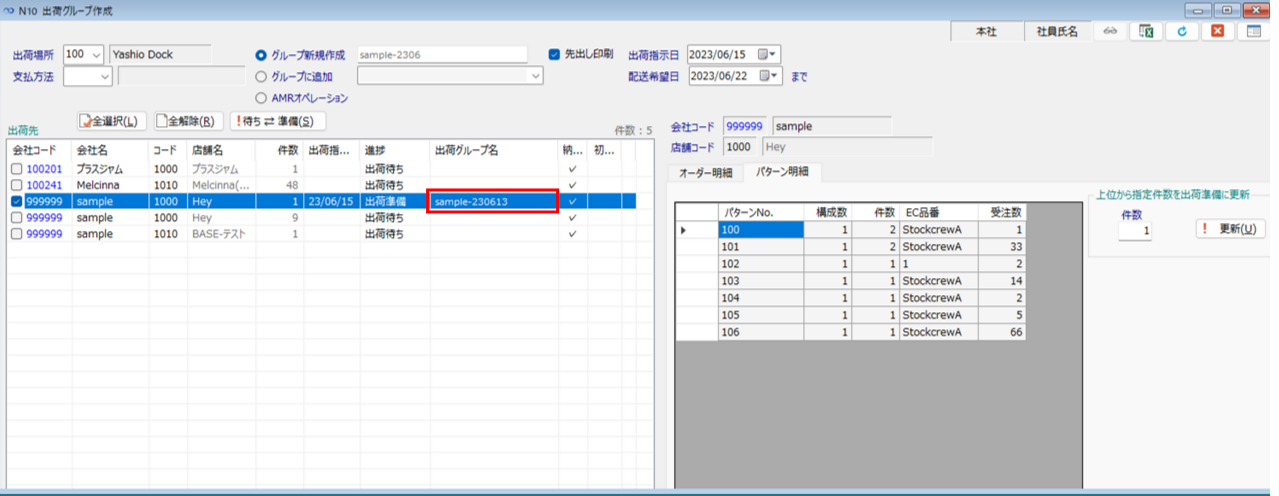 N10 出荷グループ作成
本社 社員氏名
出荷場所 100 Yashio Dock グループ新規作成 sample-2306 先出し印刷 出荷指示日 2023/06/15
支払方法 グループに追加 配送希望日 2023/06/22 まで
AMRオペレーション
出荷先 全選択(L) 全解除(R) 待ち ⇄ 準備(S) 件数：5
会社コード 会社名 コード 店舗名 件数 出荷指... 進捗 出荷グループ名 納... 初...
100201 プラスジャム 1000 プラスジャム 1 出荷待ち
100241 Melcinna 1010 Melcinna(... 48 出荷待ち
999999 sample 1000 Hey 1 23/06/15 出荷準備 sample-230613
999999 sample 1000 Hey 9 出荷待ち
999999 sample 1010 BASE-テスト 1 出荷待ち
会社コード 999999 sample
店舗コード 1000 Hey
オーダー明細 パターン明細
パターンNo. 構成数 件数 EC品番 受注数
100 1 2 StockcrewA 1
101 1 2 StockcrewA 33
102 1 1 1 2
103 1 1 StockcrewA 14
104 1 1 StockcrewA 2
105 1 1 StockcrewA 5
106 1 1 StockcrewA 66
上位から指定件数を出荷準備に更新
件数
1 更新(U)